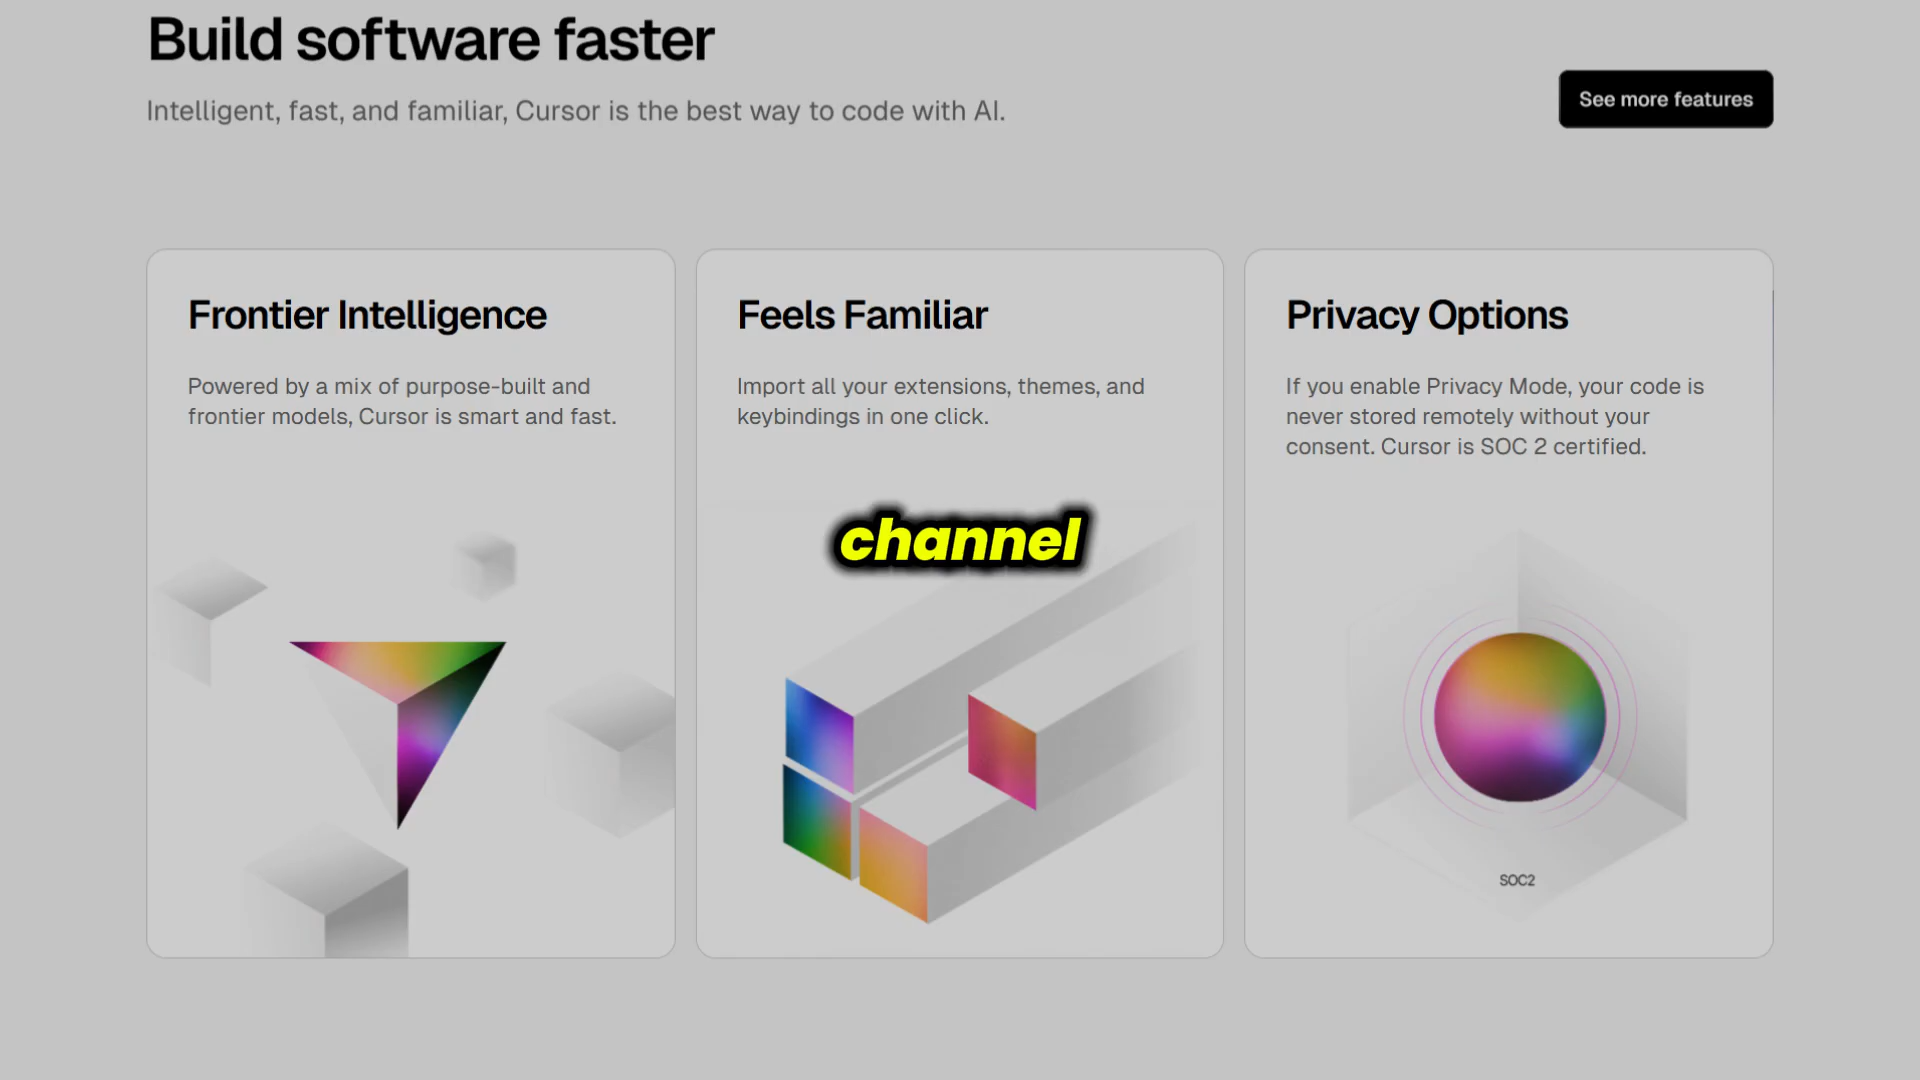 Build software faster
Intelligent, fast, and familiar, Cursor is the best way to code with AI.
See more features
Frontier Intelligence
Powered by a mix of purpose-built and
frontier models, Cursor is smart and fast.
Feels Familiar
Import all your extensions, themes, and
keybindings in one click.
Privacy Options
If you enable Privacy Mode, your code is
never stored remotely without your
consent. Cursor is SOC 2 certified.
channel
SOC2